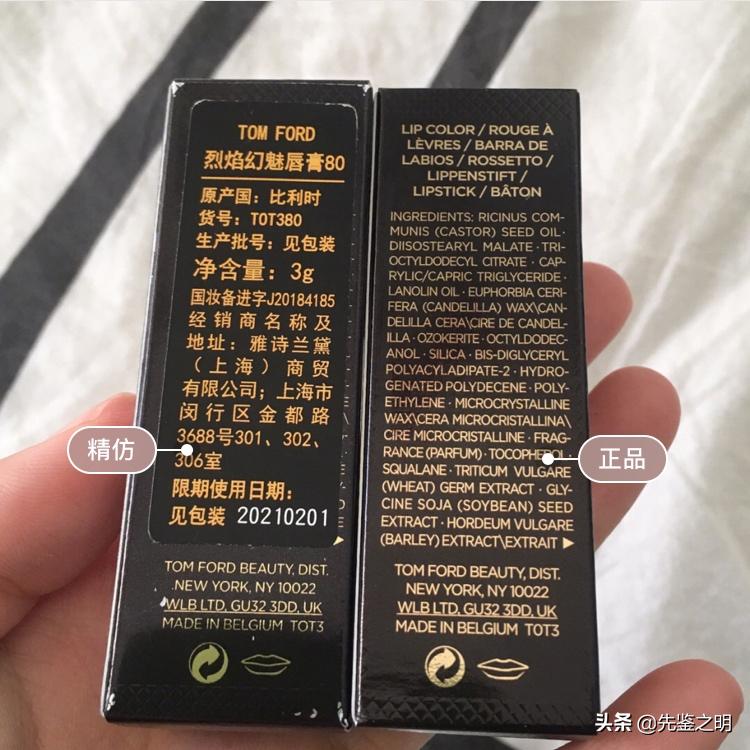 TOM FORD
烈焰幻魅唇膏80
原产国：比利时
货号：T0T380
生产批号：见包装
净含量：3g
国妆备进字J20184185
经销商名称及
地址：雅诗兰黛
（上海）商贸
有限公司；上海市
闵行区金都路
3688号301、302、
306室
限期使用日期：
见包装 20210201
TOM FORD BEAUTY, DIST.
NEW YORK, NY 10022
WLB LTD, GU32 3DD, UK
MADE IN BELGIUM TOT3
精仿
LIP COLOR / ROUGE À
LÈVRES / BARRA DE
LABIOS / ROSSETTO /
LIPPENSTIFT /
LIPSTICK / BÂTON
INGREDIENTS: RICINUS COM-
MUNIS (CASTOR) SEED OIL ·
DIISOSTEARYL MALATE · TRI-
OCTYLDODECYL CITRATE · CAP-
RYLIC/CAPRIC TRIGLYCERIDE ·
LANOLIN OIL · EUPHORBIA CERI-
FERA (CANDELILLA) WAX\CAN-
DELILLA CERA\CIRE DE CANDEL-
ILLA · OZOKERITE · OCTYLDODEC-
ANOL · SILICA · BIS-DIGLYCERYL
POLYACYLADIPATE-2 · HYDRO-
GENATED POLYDECENE · POLY-
ETHYLENE · MICROCRYSTALLINE
WAX\CERA MICROCRISTALLINA\
CIRE MICROCRISTALLINE · FRAG-
RANCE (PARFUM) · TOCOPHEROL
SQUALANE · TRITICUM VULGARE
(WHEAT) GERM EXTRACT · GLY-
CINE SOJA (SOYBEAN) SEED
EXTRACT · HORDEUM VULGARE
(BARLEY) EXTRACT\EXTRAIT ▶
TOM FORD BEAUTY, DIST.
NEW YORK, NY 10022
WLB LTD, GU32 3DD, UK
MADE IN BELGIUM TOT3
正品
头条 @先鉴之明